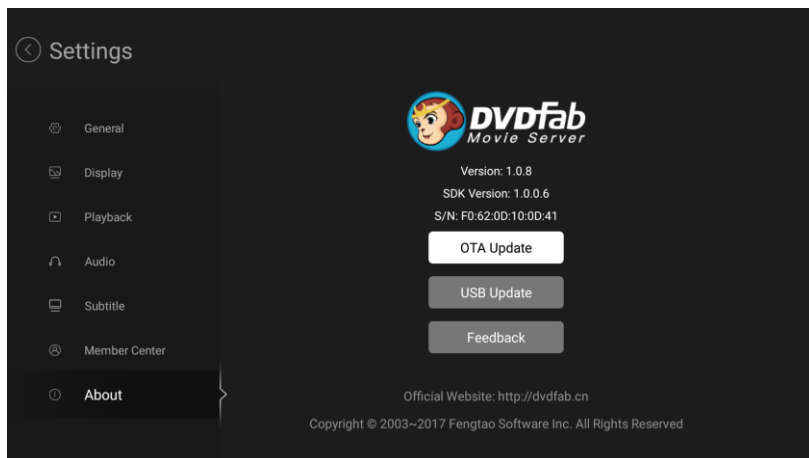 Settings
General
Display
Playback
Audio
Subtitle
Member Center
About
DVDFab
Movie Server
Version: 1.0.8
SDK Version: 1.0.0.6
S/N: F0:62:0D:10:0D:41
OTA Update
USB Update
Feedback
Official Website: http://dvdfab.cn
Copyright © 2003~2017 Fengtao Software Inc. All Rights Reserved